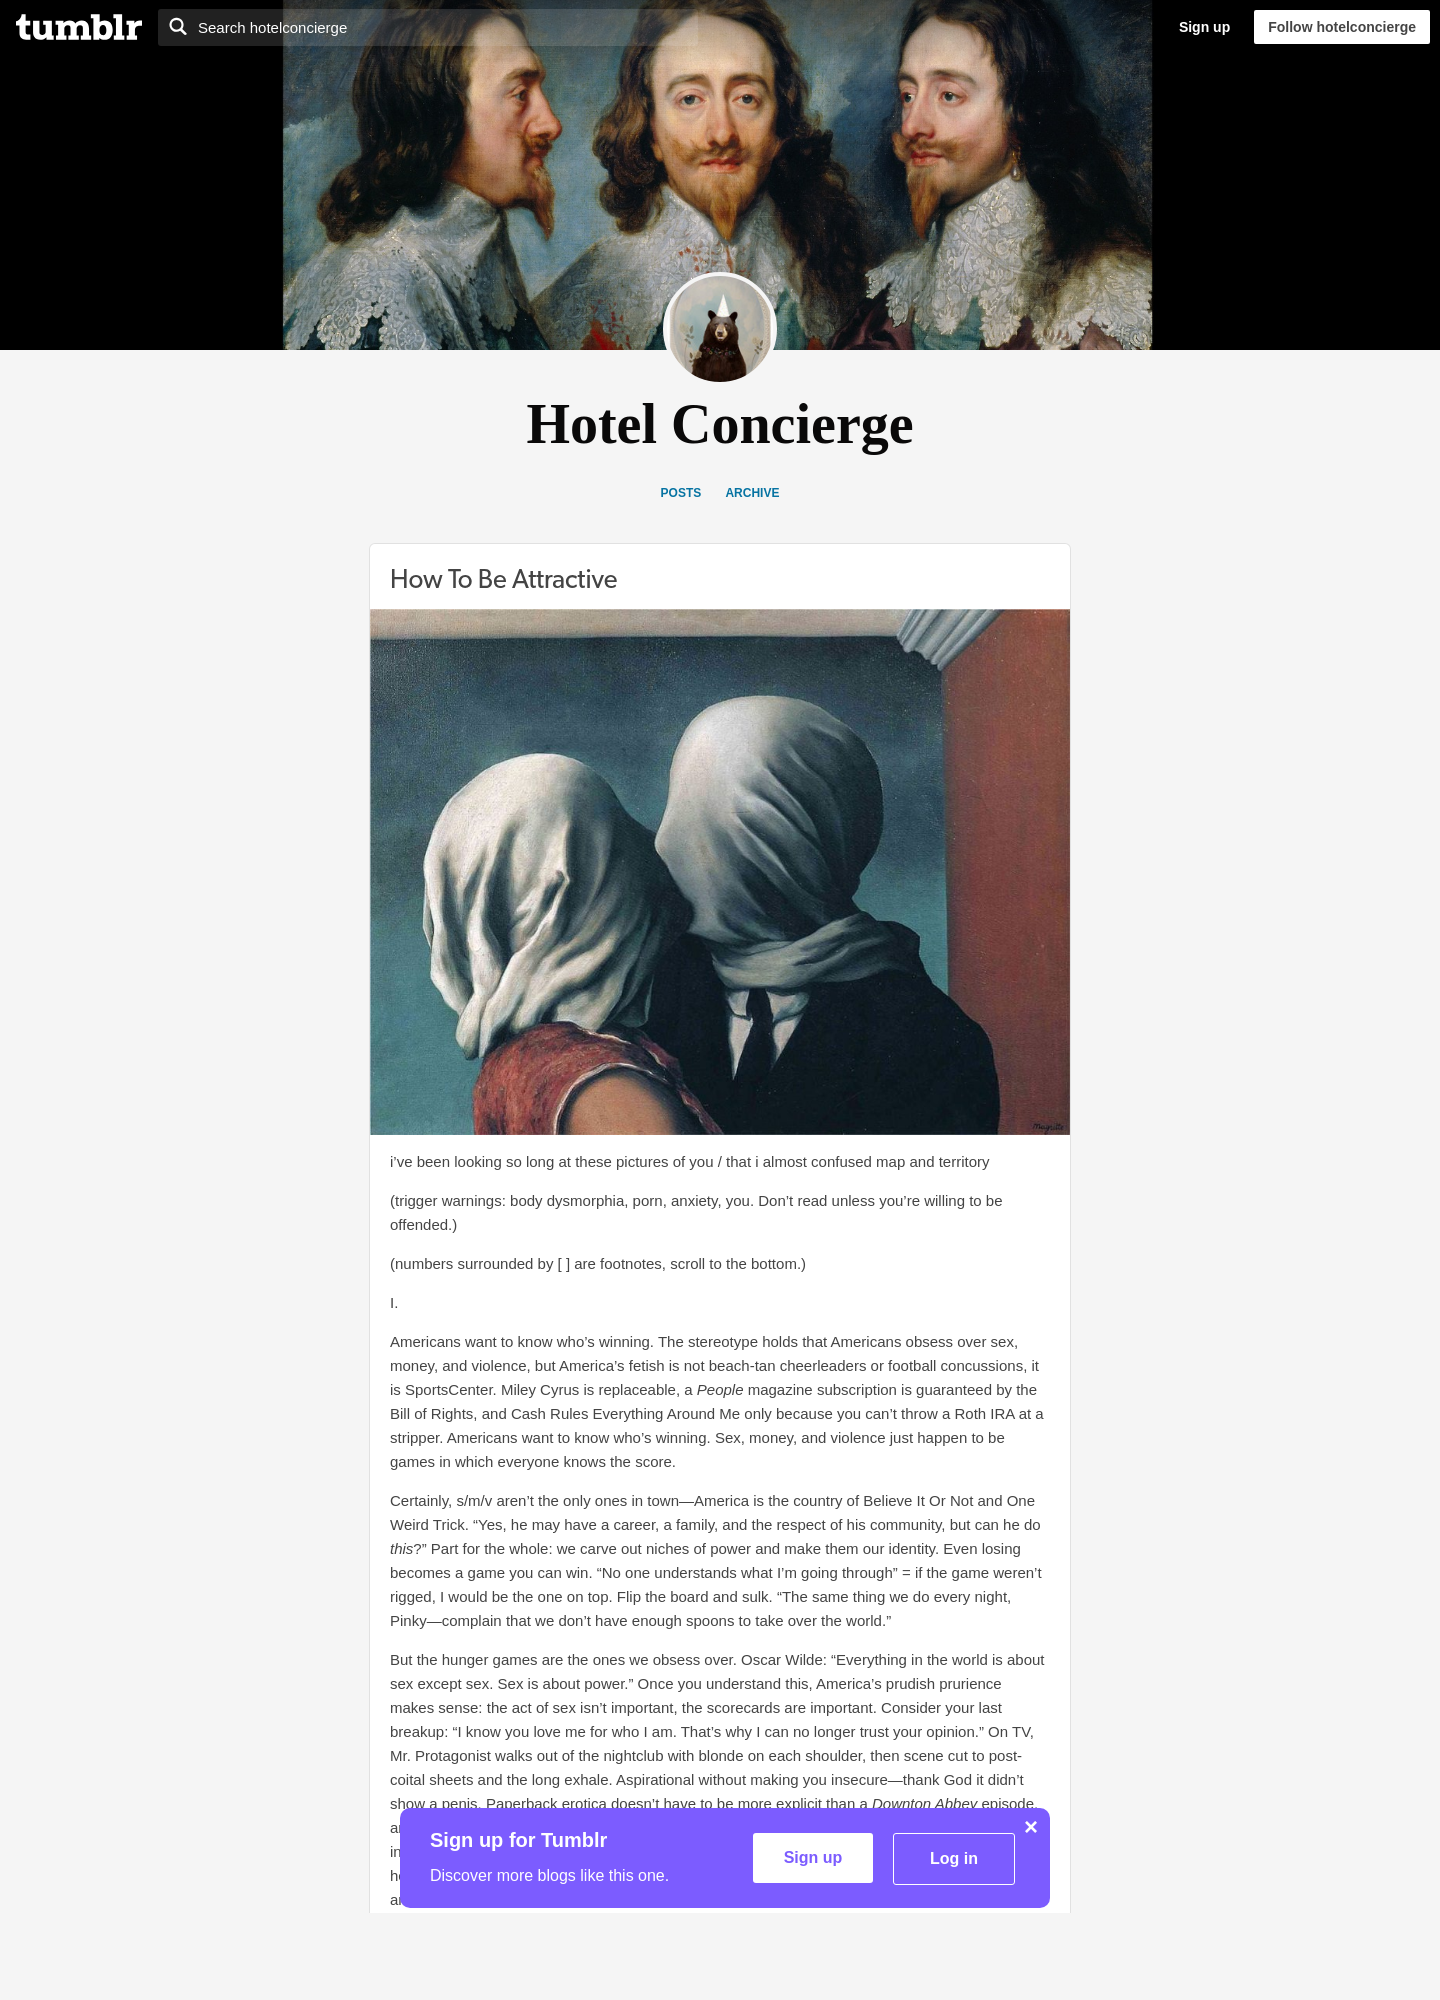 tumblr
Search hotelconcierge
Sign up
Follow hotelconcierge
Hotel Concierge
POSTS ARCHIVE
How To Be Attractive
Magritte
i’ve been looking so long at these pictures of you / that i almost confused map and territory
(trigger warnings: body dysmorphia, porn, anxiety, you. Don’t read unless you’re willing to be
offended.)
(numbers surrounded by [ ] are footnotes, scroll to the bottom.)
I.
Americans want to know who’s winning. The stereotype holds that Americans obsess over sex,
money, and violence, but America’s fetish is not beach-tan cheerleaders or football concussions, it
is SportsCenter. Miley Cyrus is replaceable, a People magazine subscription is guaranteed by the
Bill of Rights, and Cash Rules Everything Around Me only because you can’t throw a Roth IRA at a
stripper. Americans want to know who’s winning. Sex, money, and violence just happen to be
games in which everyone knows the score.
Certainly, s/m/v aren’t the only ones in town—America is the country of Believe It Or Not and One
Weird Trick. “Yes, he may have a career, a family, and the respect of his community, but can he do
this?” Part for the whole: we carve out niches of power and make them our identity. Even losing
becomes a game you can win. “No one understands what I’m going through” = if the game weren’t
rigged, I would be the one on top. Flip the board and sulk. “The same thing we do every night,
Pinky—complain that we don’t have enough spoons to take over the world.”
But the hunger games are the ones we obsess over. Oscar Wilde: “Everything in the world is about
sex except sex. Sex is about power.” Once you understand this, America’s prudish prurience
makes sense: the act of sex isn’t important, the scorecards are important. Consider your last
breakup: “I know you love me for who I am. That’s why I can no longer trust your opinion.” On TV,
Mr. Protagonist walks out of the nightclub with blonde on each shoulder, then scene cut to post-
coital sheets and the long exhale. Aspirational without making you insecure—thank God it didn’t
show a penis. Paperback erotica doesn’t have to be more explicit than a Downton Abbey episode,
Sign up for Tumblr
Discover more blogs like this one.
Sign up
Log in